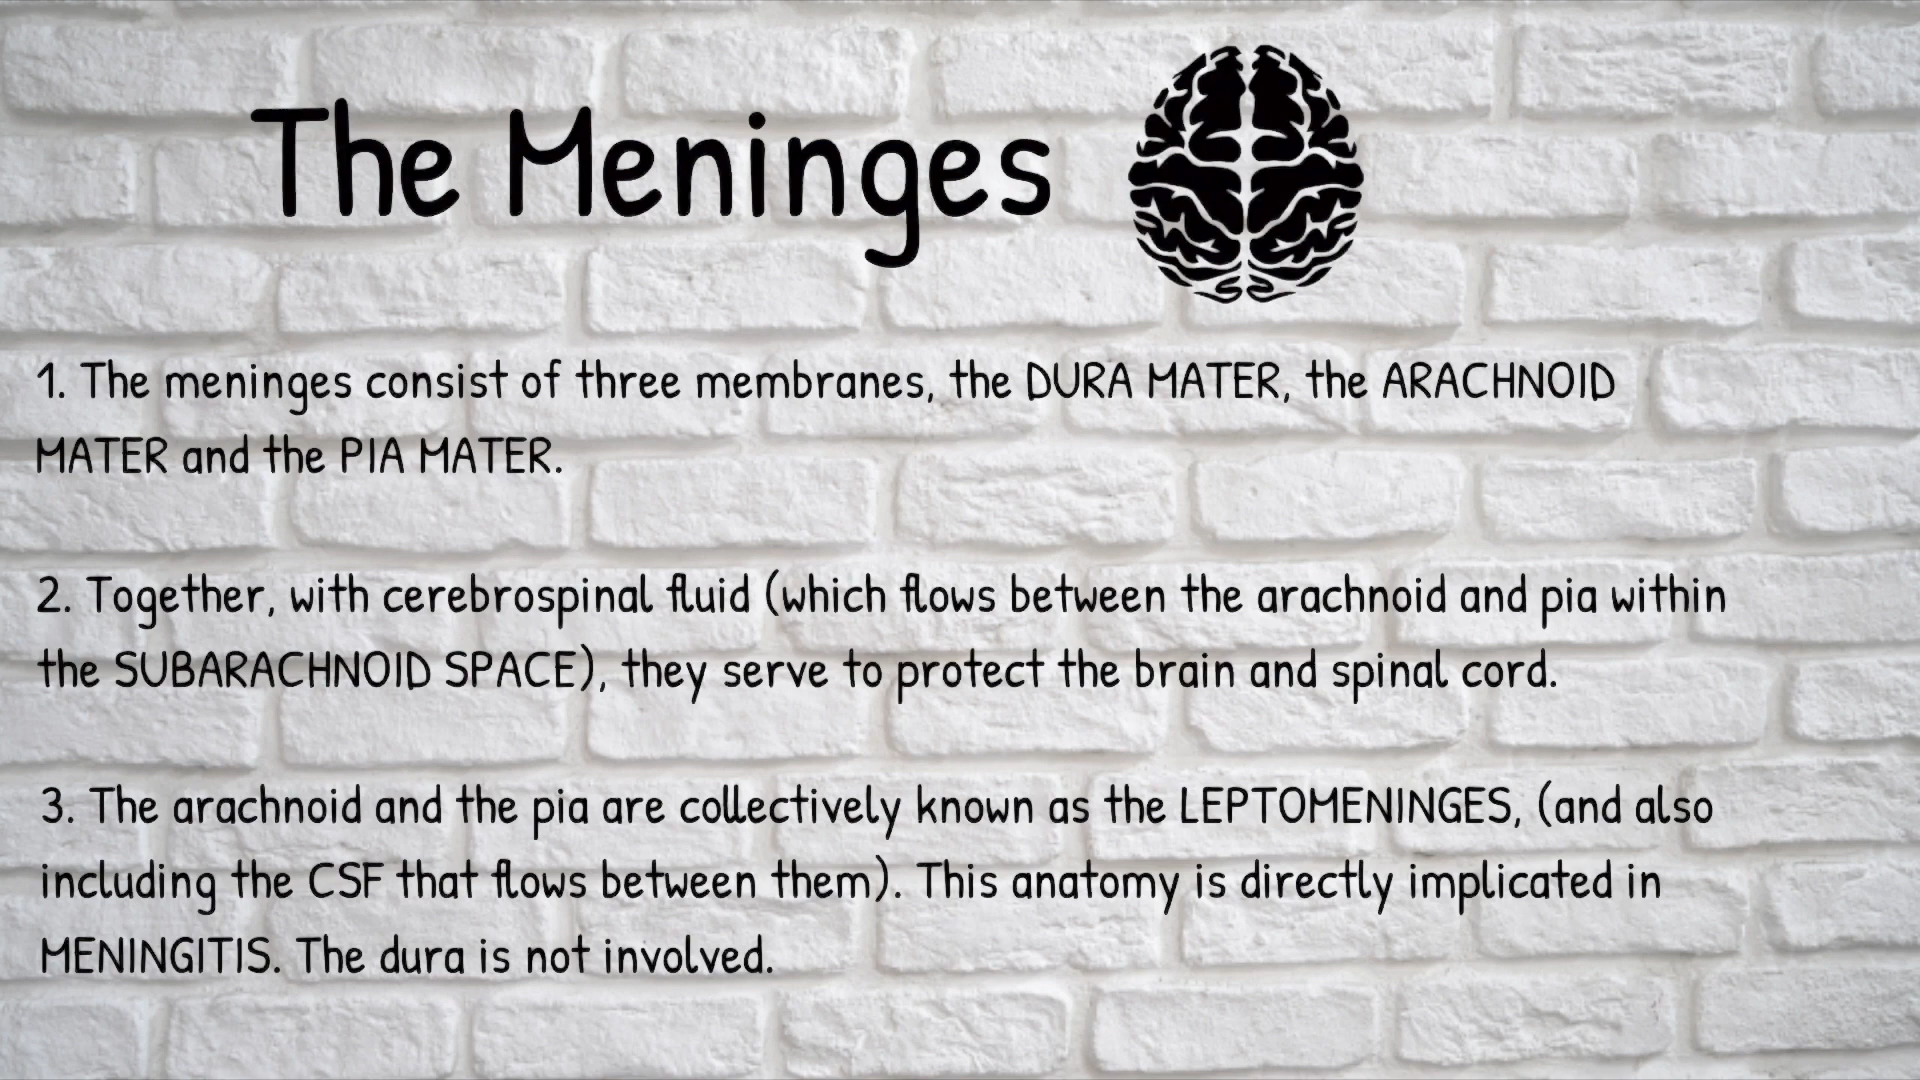 The Meninges
1. The meninges consist of three membranes, the DURA MATER, the ARACHNOID
MATER and the PIA MATER.
2. Together, with cerebrospinal fluid (which flows between the arachnoid and pia within
the SUBARACHNOID SPACE), they serve to protect the brain and spinal cord.
3. The arachnoid and the pia are collectively known as the LEPTOMENINGES, (and also
including the CSF that flows between them). This anatomy is directly implicated in
MENINGITIS. The dura is not involved.